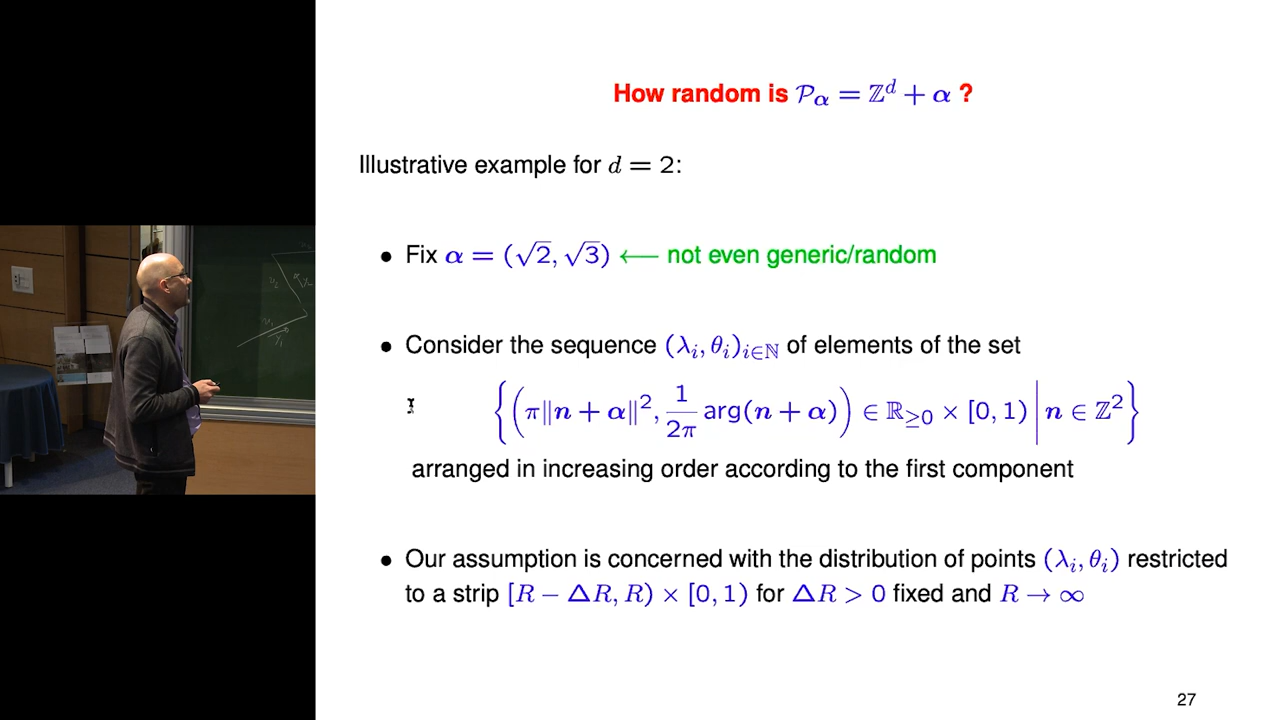 How random is 𝒫_α = ℤ^d + α ?
Illustrative example for d = 2:
• Fix α = (√2, √3) ⟵ not even generic/random
• Consider the sequence (λ_i, θ_i)_{i∈ℕ} of elements of the set
{(π‖n + α‖², 1/2π arg(n + α)) ∈ ℝ_{≥0} × [0, 1) | n ∈ ℤ²}
arranged in increasing order according to the first component
• Our assumption is concerned with the distribution of points (λ_i, θ_i) restricted
to a strip [R − ΔR, R) × [0, 1) for ΔR > 0 fixed and R → ∞
27